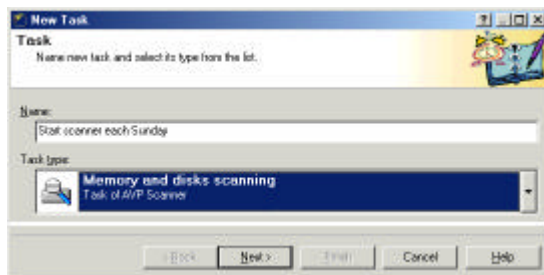 New Task
Task
Name new task and select its type from the list.
Name:
Start scanner each Sunday
Task type:
Memory and disks scanning
Task of AVP Scanner
< Back Next > Finish Cancel Help